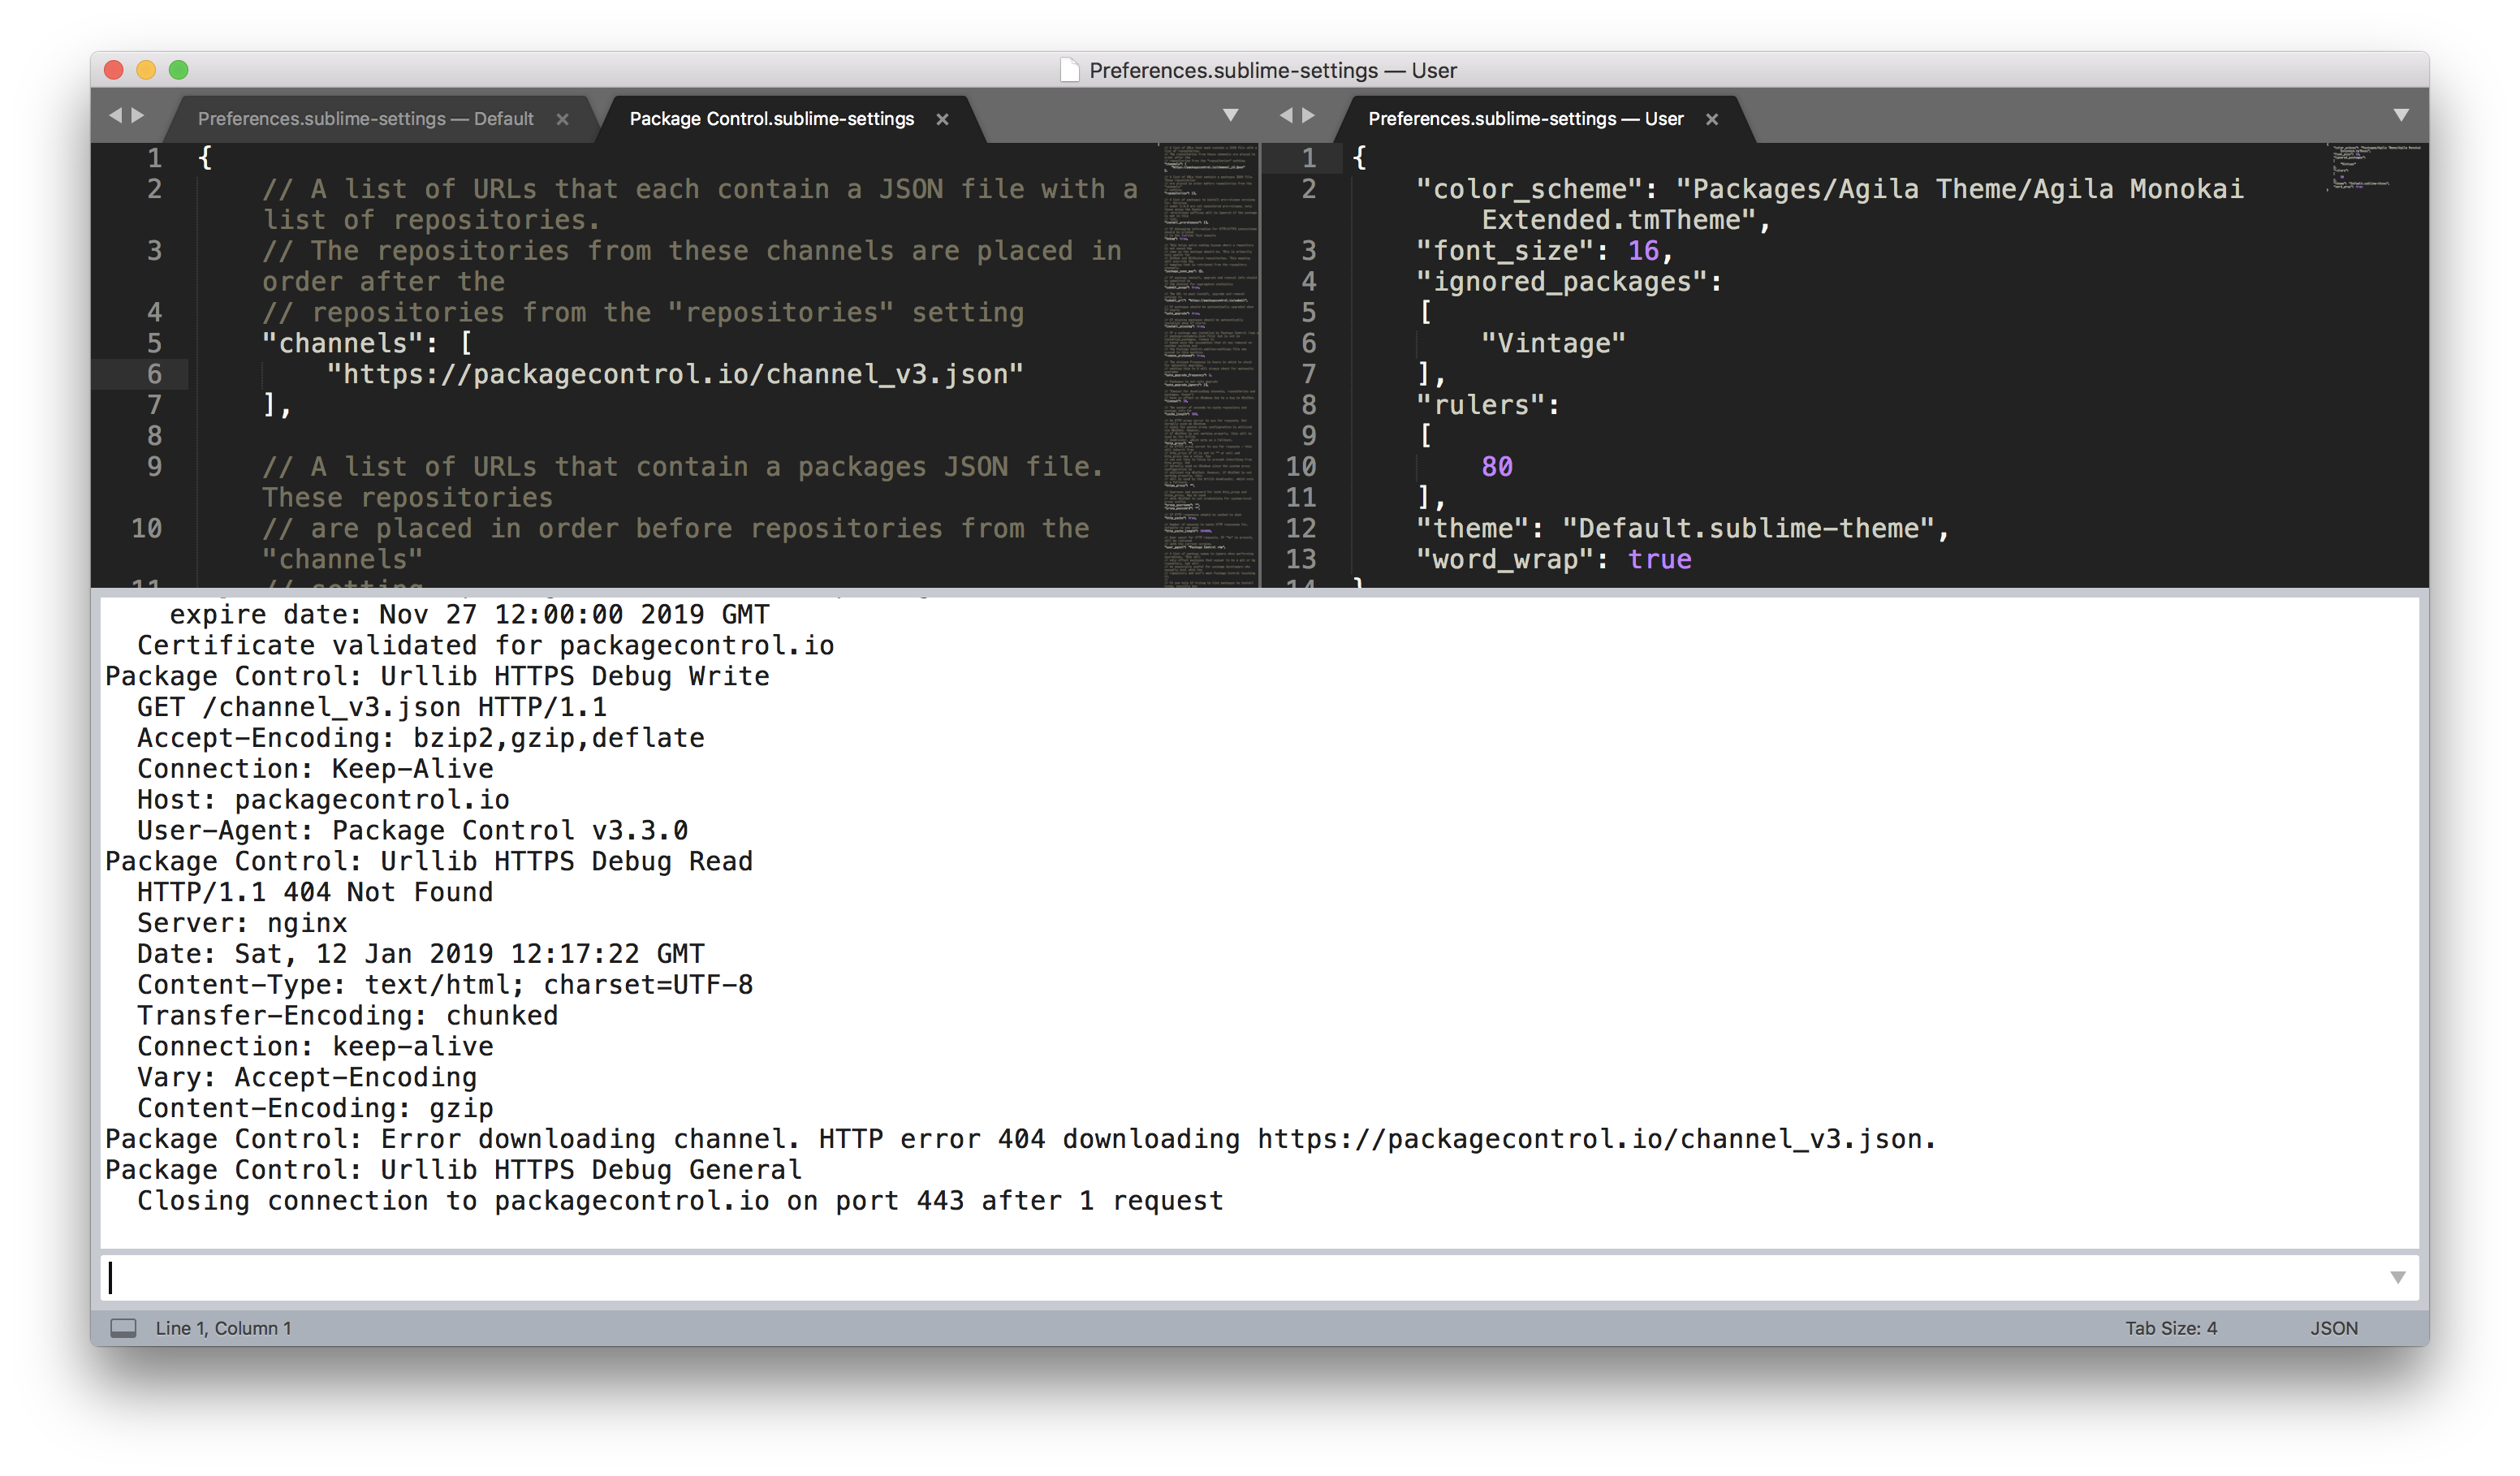 Preferences.sublime-settings — User
Preferences.sublime-settings — Default
Package Control.sublime-settings
Preferences.sublime-settings — User
1 {
2 // A list of URLs that each contain a JSON file with a
list of repositories.
3 // The repositories from these channels are placed in
order after the
4 // repositories from the "repositories" setting
5 "channels": [
6 "https://packagecontrol.io/channel_v3.json"
7 ],
8
9 // A list of URLs that contain a packages JSON file.
These repositories
10 // are placed in order before repositories from the
"channels"
11 // setting
1 {
2 "color_scheme": "Packages/Agila Theme/Agila Monokai
Extended.tmTheme",
3 "font_size": 16,
4 "ignored_packages":
5 [
6 "Vintage"
7 ],
8 "rulers":
9 [
10 80
11 ],
12 "theme": "Default.sublime-theme",
13 "word_wrap": true
14 }
expire date: Nov 27 12:00:00 2019 GMT
Certificate validated for packagecontrol.io
Package Control: Urllib HTTPS Debug Write
GET /channel_v3.json HTTP/1.1
Accept-Encoding: bzip2,gzip,deflate
Connection: Keep-Alive
Host: packagecontrol.io
User-Agent: Package Control v3.3.0
Package Control: Urllib HTTPS Debug Read
HTTP/1.1 404 Not Found
Server: nginx
Date: Sat, 12 Jan 2019 12:17:22 GMT
Content-Type: text/html; charset=UTF-8
Transfer-Encoding: chunked
Connection: keep-alive
Vary: Accept-Encoding
Content-Encoding: gzip
Package Control: Error downloading channel. HTTP error 404 downloading https://packagecontrol.io/channel_v3.json.
Package Control: Urllib HTTPS Debug General
Closing connection to packagecontrol.io on port 443 after 1 request
Line 1, Column 1
Tab Size: 4
JSON